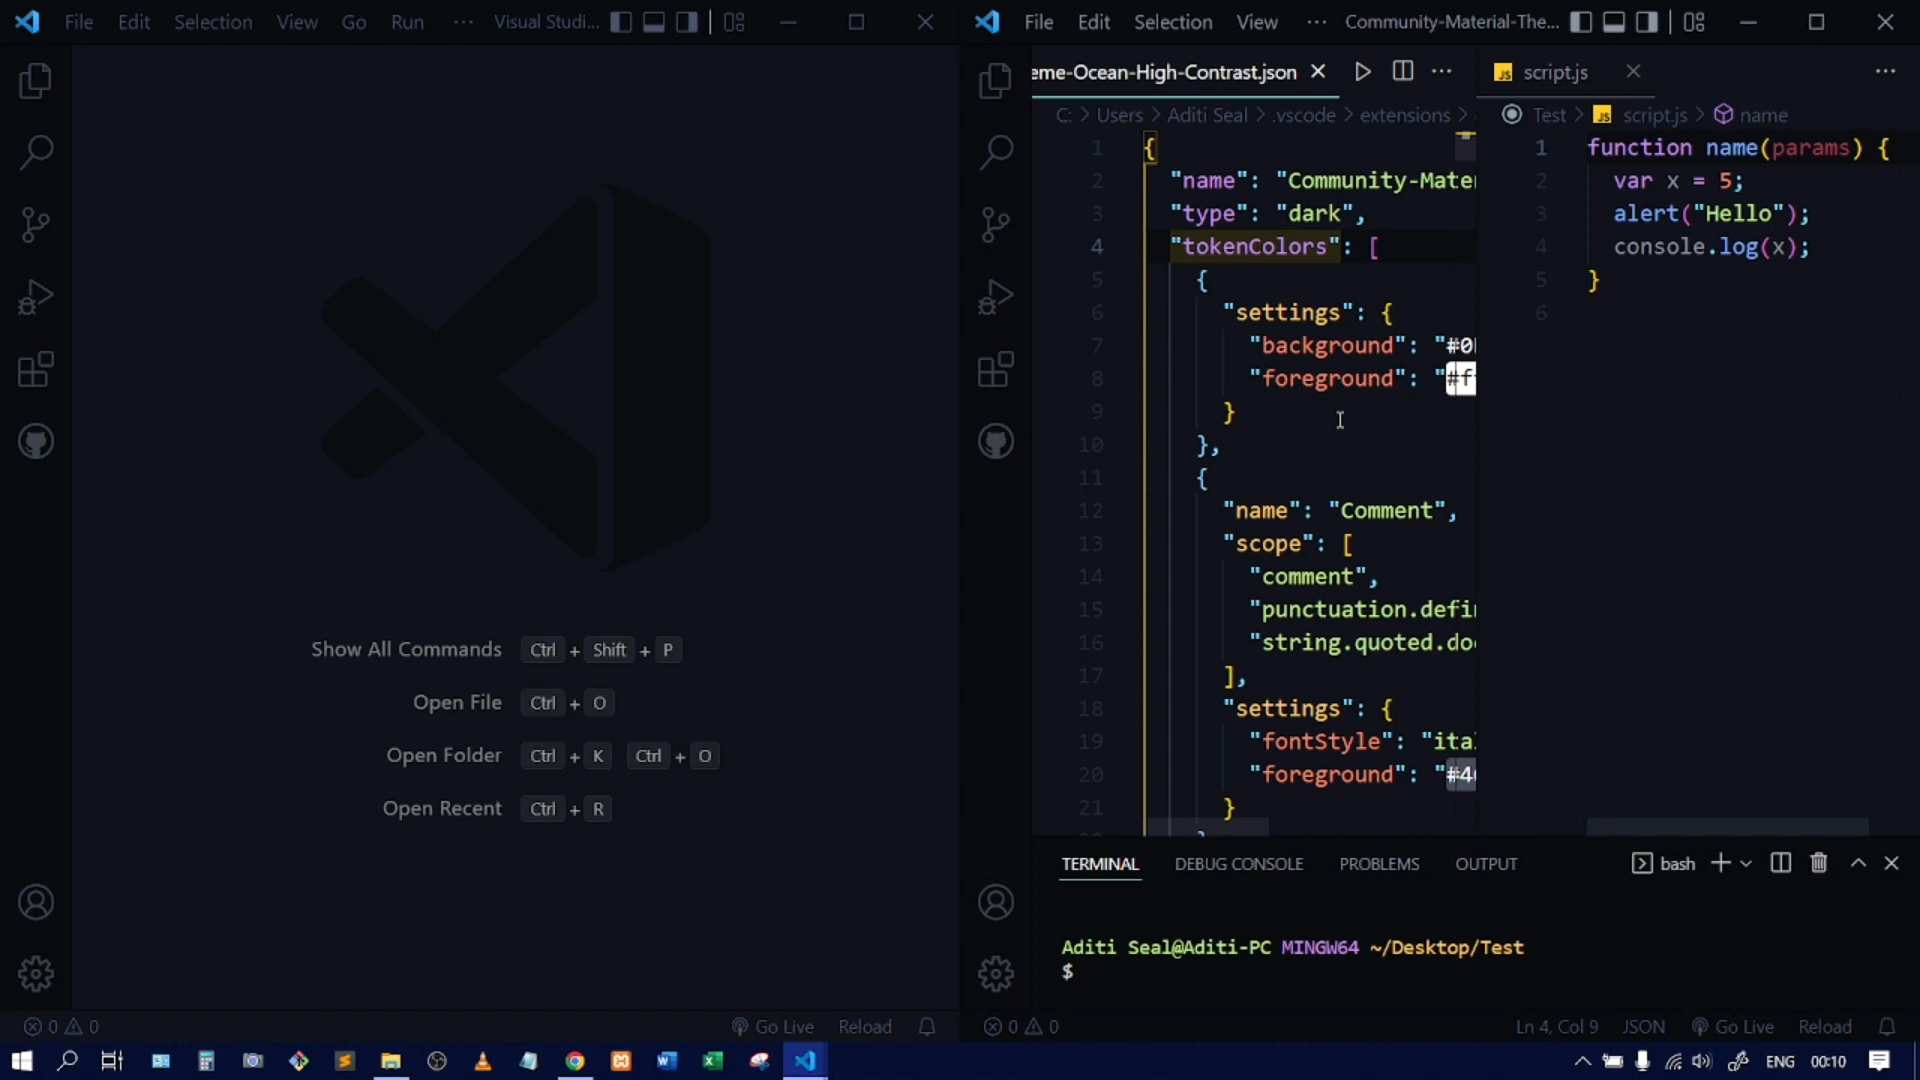 File Edit Selection View Go Run ··· Visual Studi...
Show All Commands Ctrl + Shift + P
Open File Ctrl + O
Open Folder Ctrl + K Ctrl + O
Open Recent Ctrl + R
0 0 Go Live Reload
File Edit Selection View ··· Community-Material-The...
eme-Ocean-High-Contrast.json
C: > Users > Aditi Seal > .vscode > extensions >
1 {
2 "name": "Community-Mater
3 "type": "dark",
4 "tokenColors": [
5 {
6 "settings": {
7 "background": "#0
8 "foreground": "#f
9 }
10 },
11 {
12 "name": "Comment",
13 "scope": [
14 "comment",
15 "punctuation.defin
16 "string.quoted.do
17 ],
18 "settings": {
19 "fontStyle": "ita
20 "foreground": "#4
21 }
JS script.js
Test > JS script.js > name
1 function name(params) {
2 var x = 5;
3 alert("Hello");
4 console.log(x);
5 }
6
TERMINAL DEBUG CONSOLE PROBLEMS OUTPUT bash
Aditi Seal@Aditi-PC MINGW64 ~/Desktop/Test
$
0 0 Ln 4, Col 9 JSON Go Live Reload
ENG 00:10